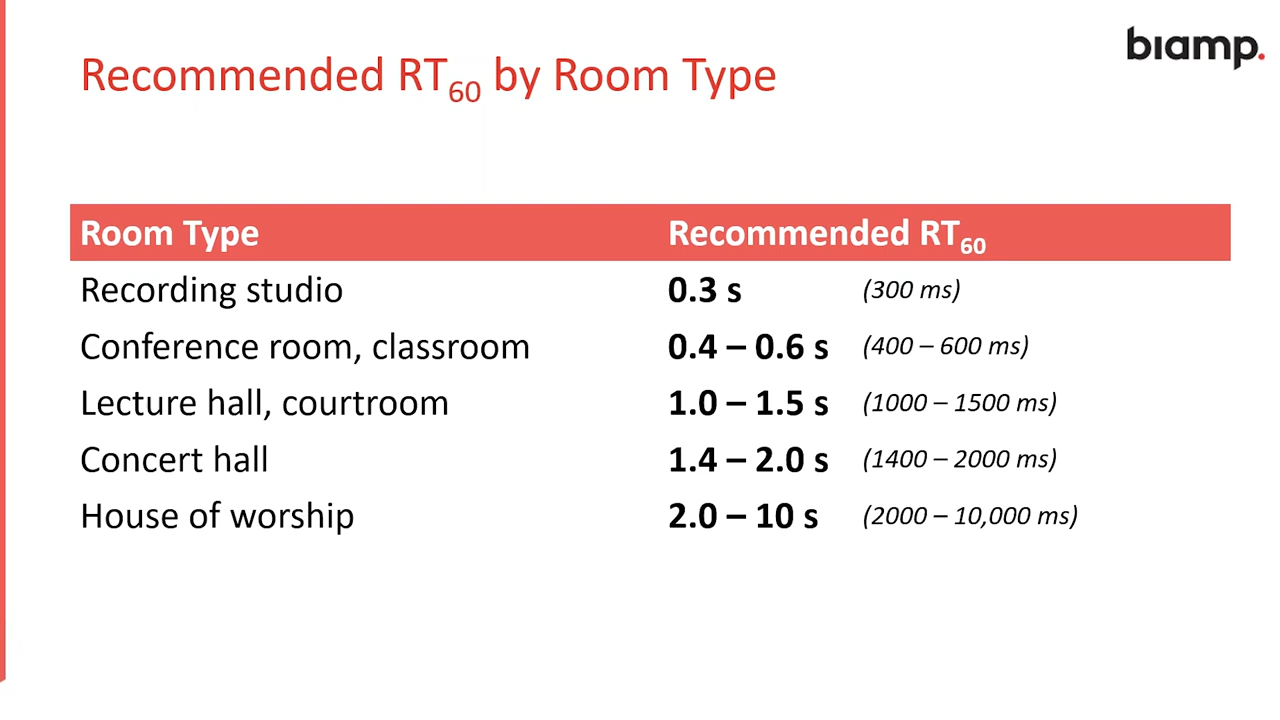 biamp.
Recommended RT60 by Room Type
Room Type Recommended RT60
Recording studio 0.3 s (300 ms)
Conference room, classroom 0.4 – 0.6 s (400 – 600 ms)
Lecture hall, courtroom 1.0 – 1.5 s (1000 – 1500 ms)
Concert hall 1.4 – 2.0 s (1400 – 2000 ms)
House of worship 2.0 – 10 s (2000 – 10,000 ms)